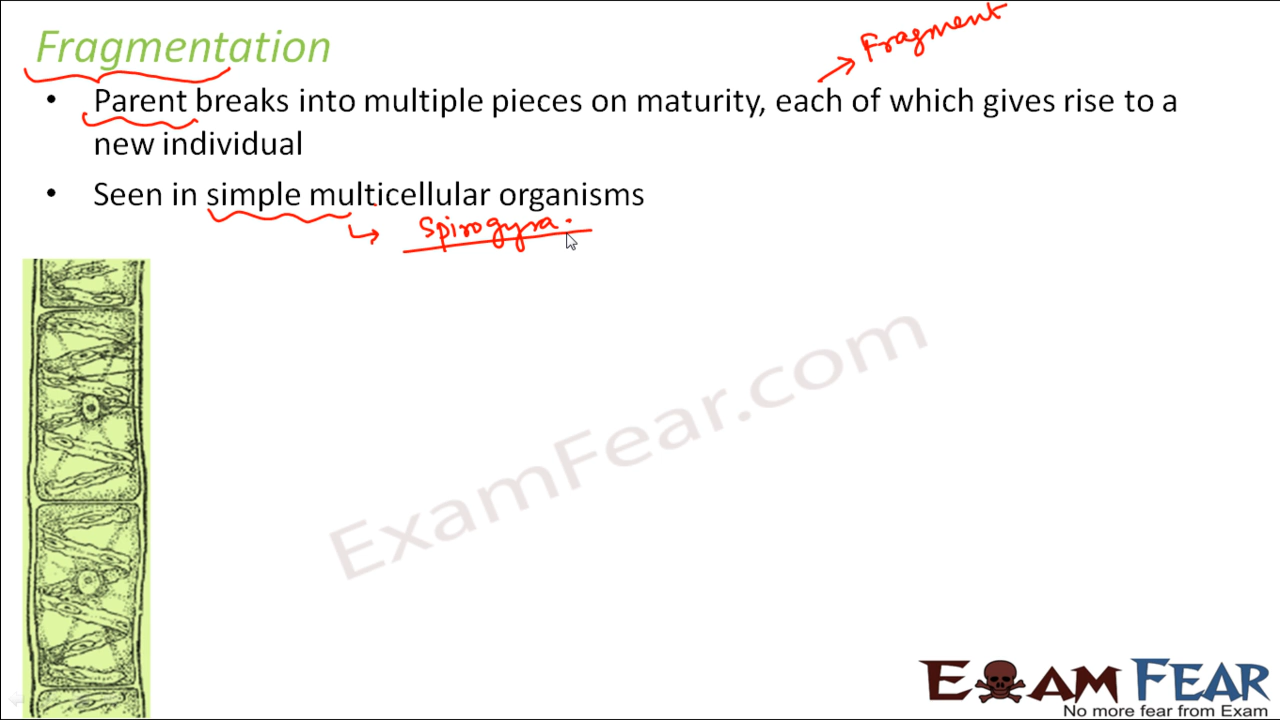 Fragmentation
Fragment
• Parent breaks into multiple pieces on maturity, each of which gives rise to a
new individual
• Seen in simple multicellular organisms
Spirogyra.
ExamFear.com
EXAM FEAR
No more fear from Exam